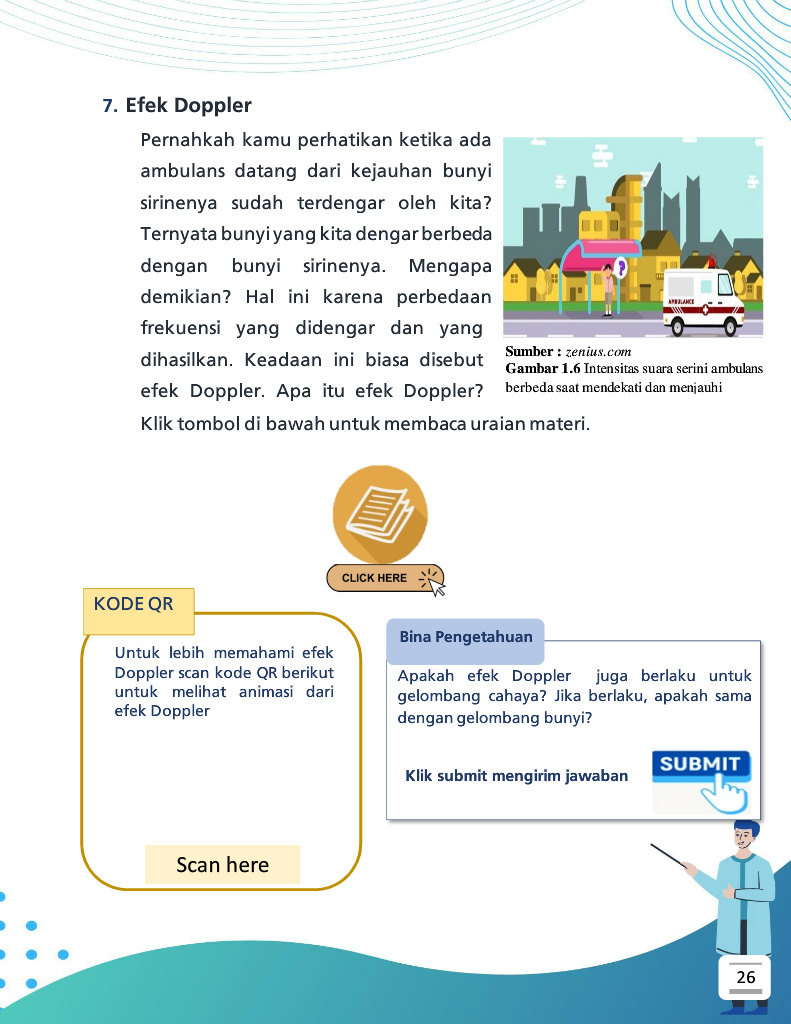 7. Efek Doppler
Pernahkah kamu perhatikan ketika ada
ambulans datang dari kejauhan bunyi
sirinenya sudah terdengar oleh kita?
Ternyata bunyi yang kita dengar berbeda
dengan bunyi sirinenya. Mengapa
demikian? Hal ini karena perbedaan
frekuensi yang didengar dan yang
dihasilkan. Keadaan ini biasa disebut
efek Doppler. Apa itu efek Doppler?
Klik tombol di bawah untuk membaca uraian materi.
?
AMBULANCE
Sumber : zenius.com
Gambar 1.6 Intensitas suara serini ambulans
berbeda saat mendekati dan menjauhi
CLICK HERE
KODE QR
Untuk lebih memahami efek
Doppler scan kode QR berikut
untuk melihat animasi dari
efek Doppler
Scan here
Bina Pengetahuan
Apakah efek Doppler juga berlaku untuk
gelombang cahaya? Jika berlaku, apakah sama
dengan gelombang bunyi?
Klik submit mengirim jawaban
SUBMIT
26